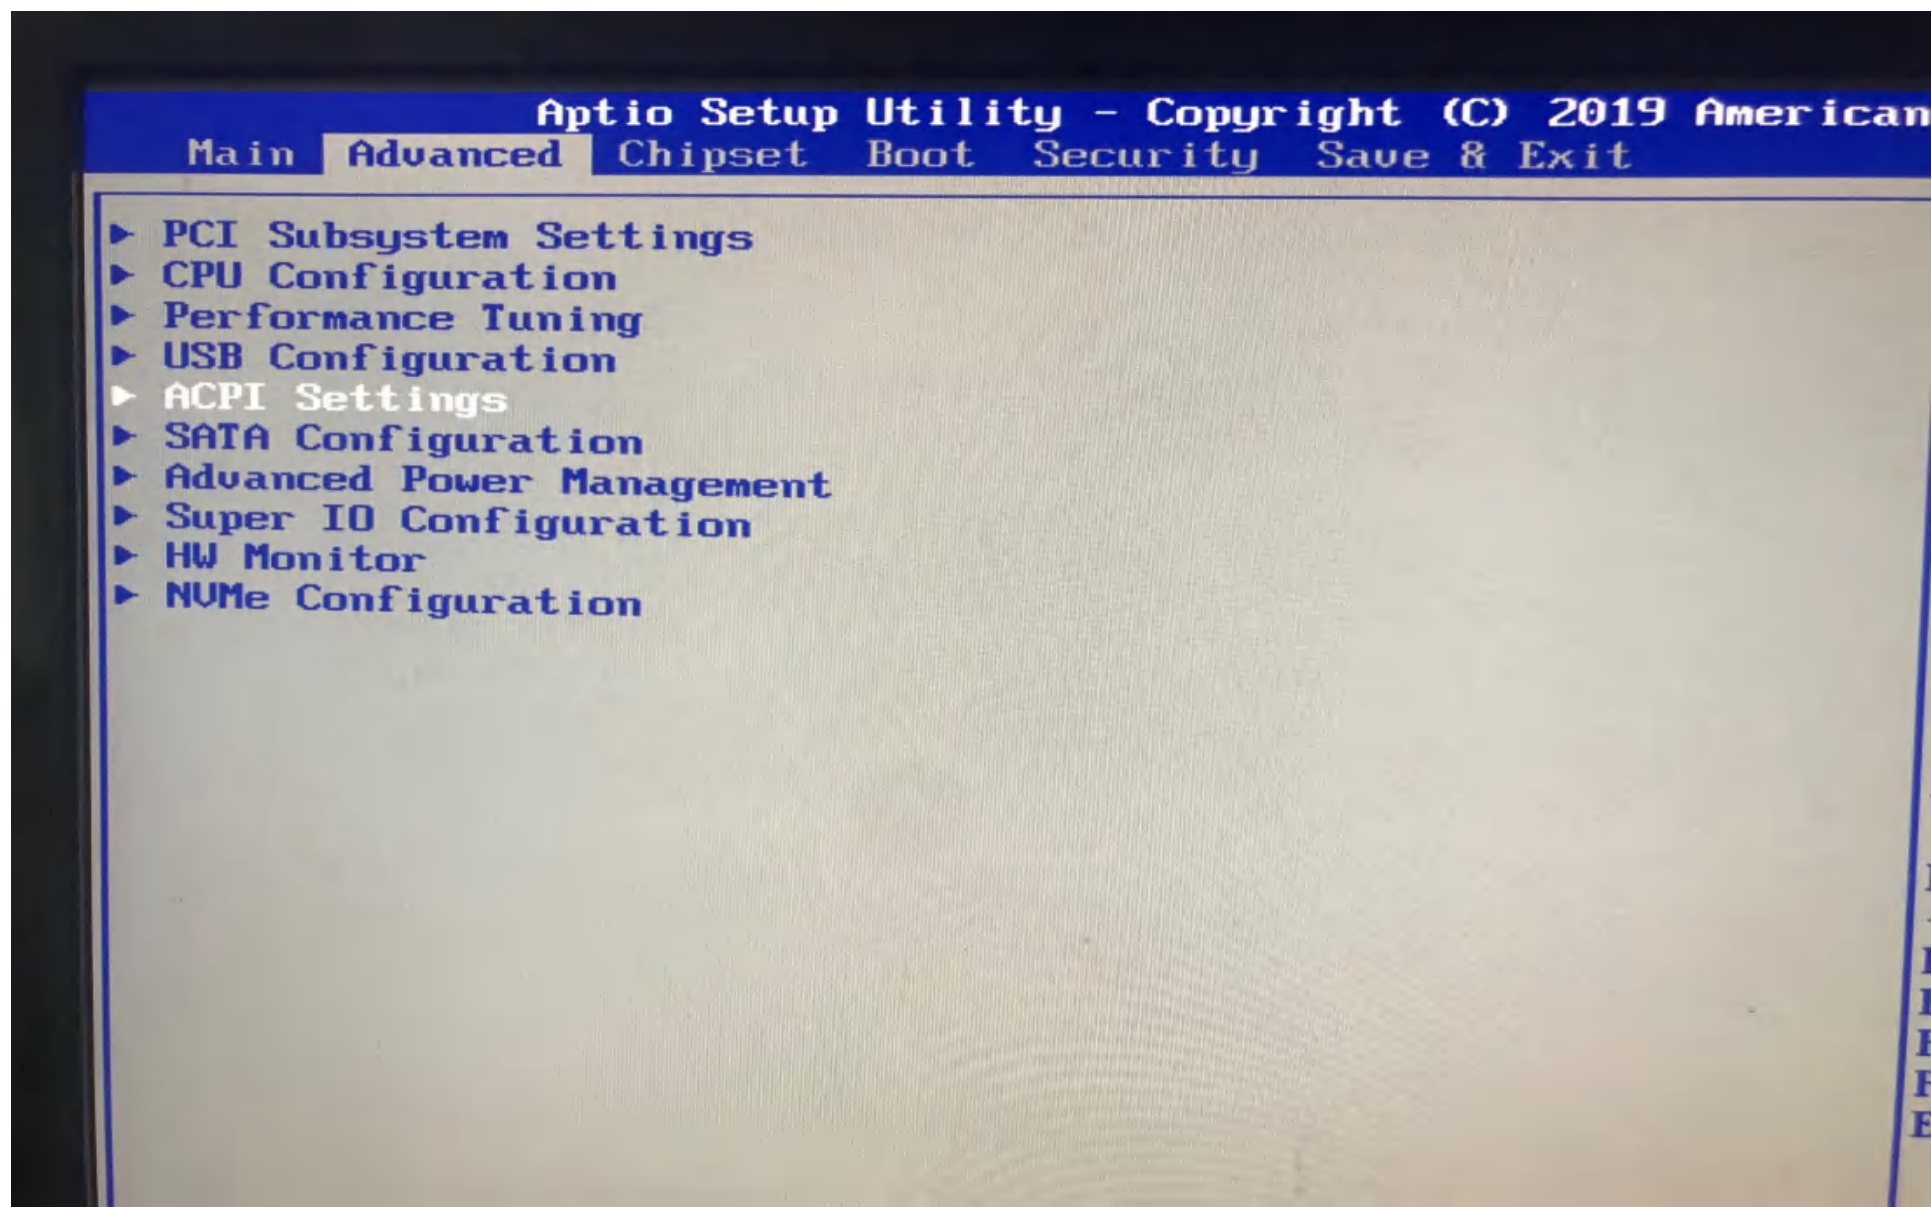 Aptio Setup Utility - Copyright (C) 2019 American
Main Advanced Chipset Boot Security Save & Exit
► PCI Subsystem Settings
► CPU Configuration
► Performance Tuning
► USB Configuration
► ACPI Settings
► SATA Configuration
► Advanced Power Management
► Super IO Configuration
► HW Monitor
► NVMe Configuration